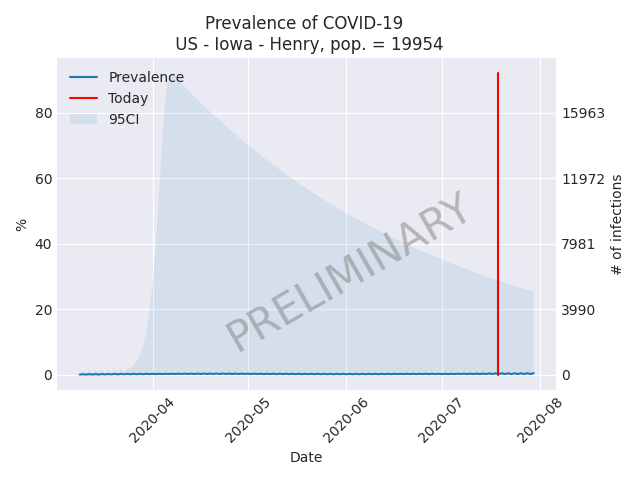 Prevalence of COVID-19
US - Iowa - Henry, pop. = 19954
Prevalence
Today
95CI
%
80
60
40
20
0
15963
11972
7981
3990
0
# of infections
PRELIMINARY
2020-04
2020-05
2020-06
2020-07
2020-08
Date